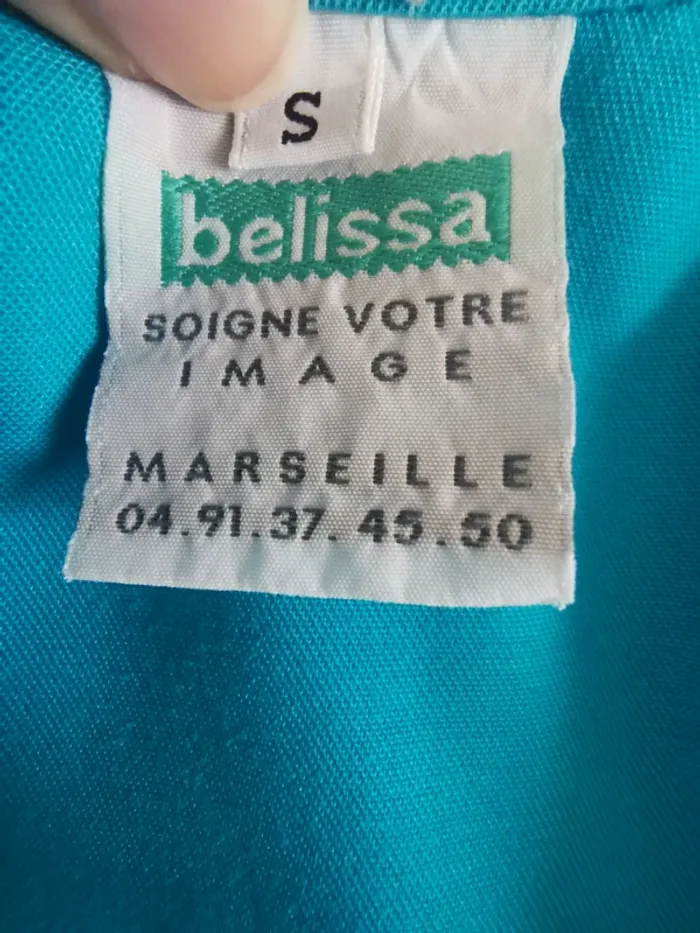 S
belissa
SOIGNE VOTRE
IMAGE
MARSEILLE
04.91.37.45.50